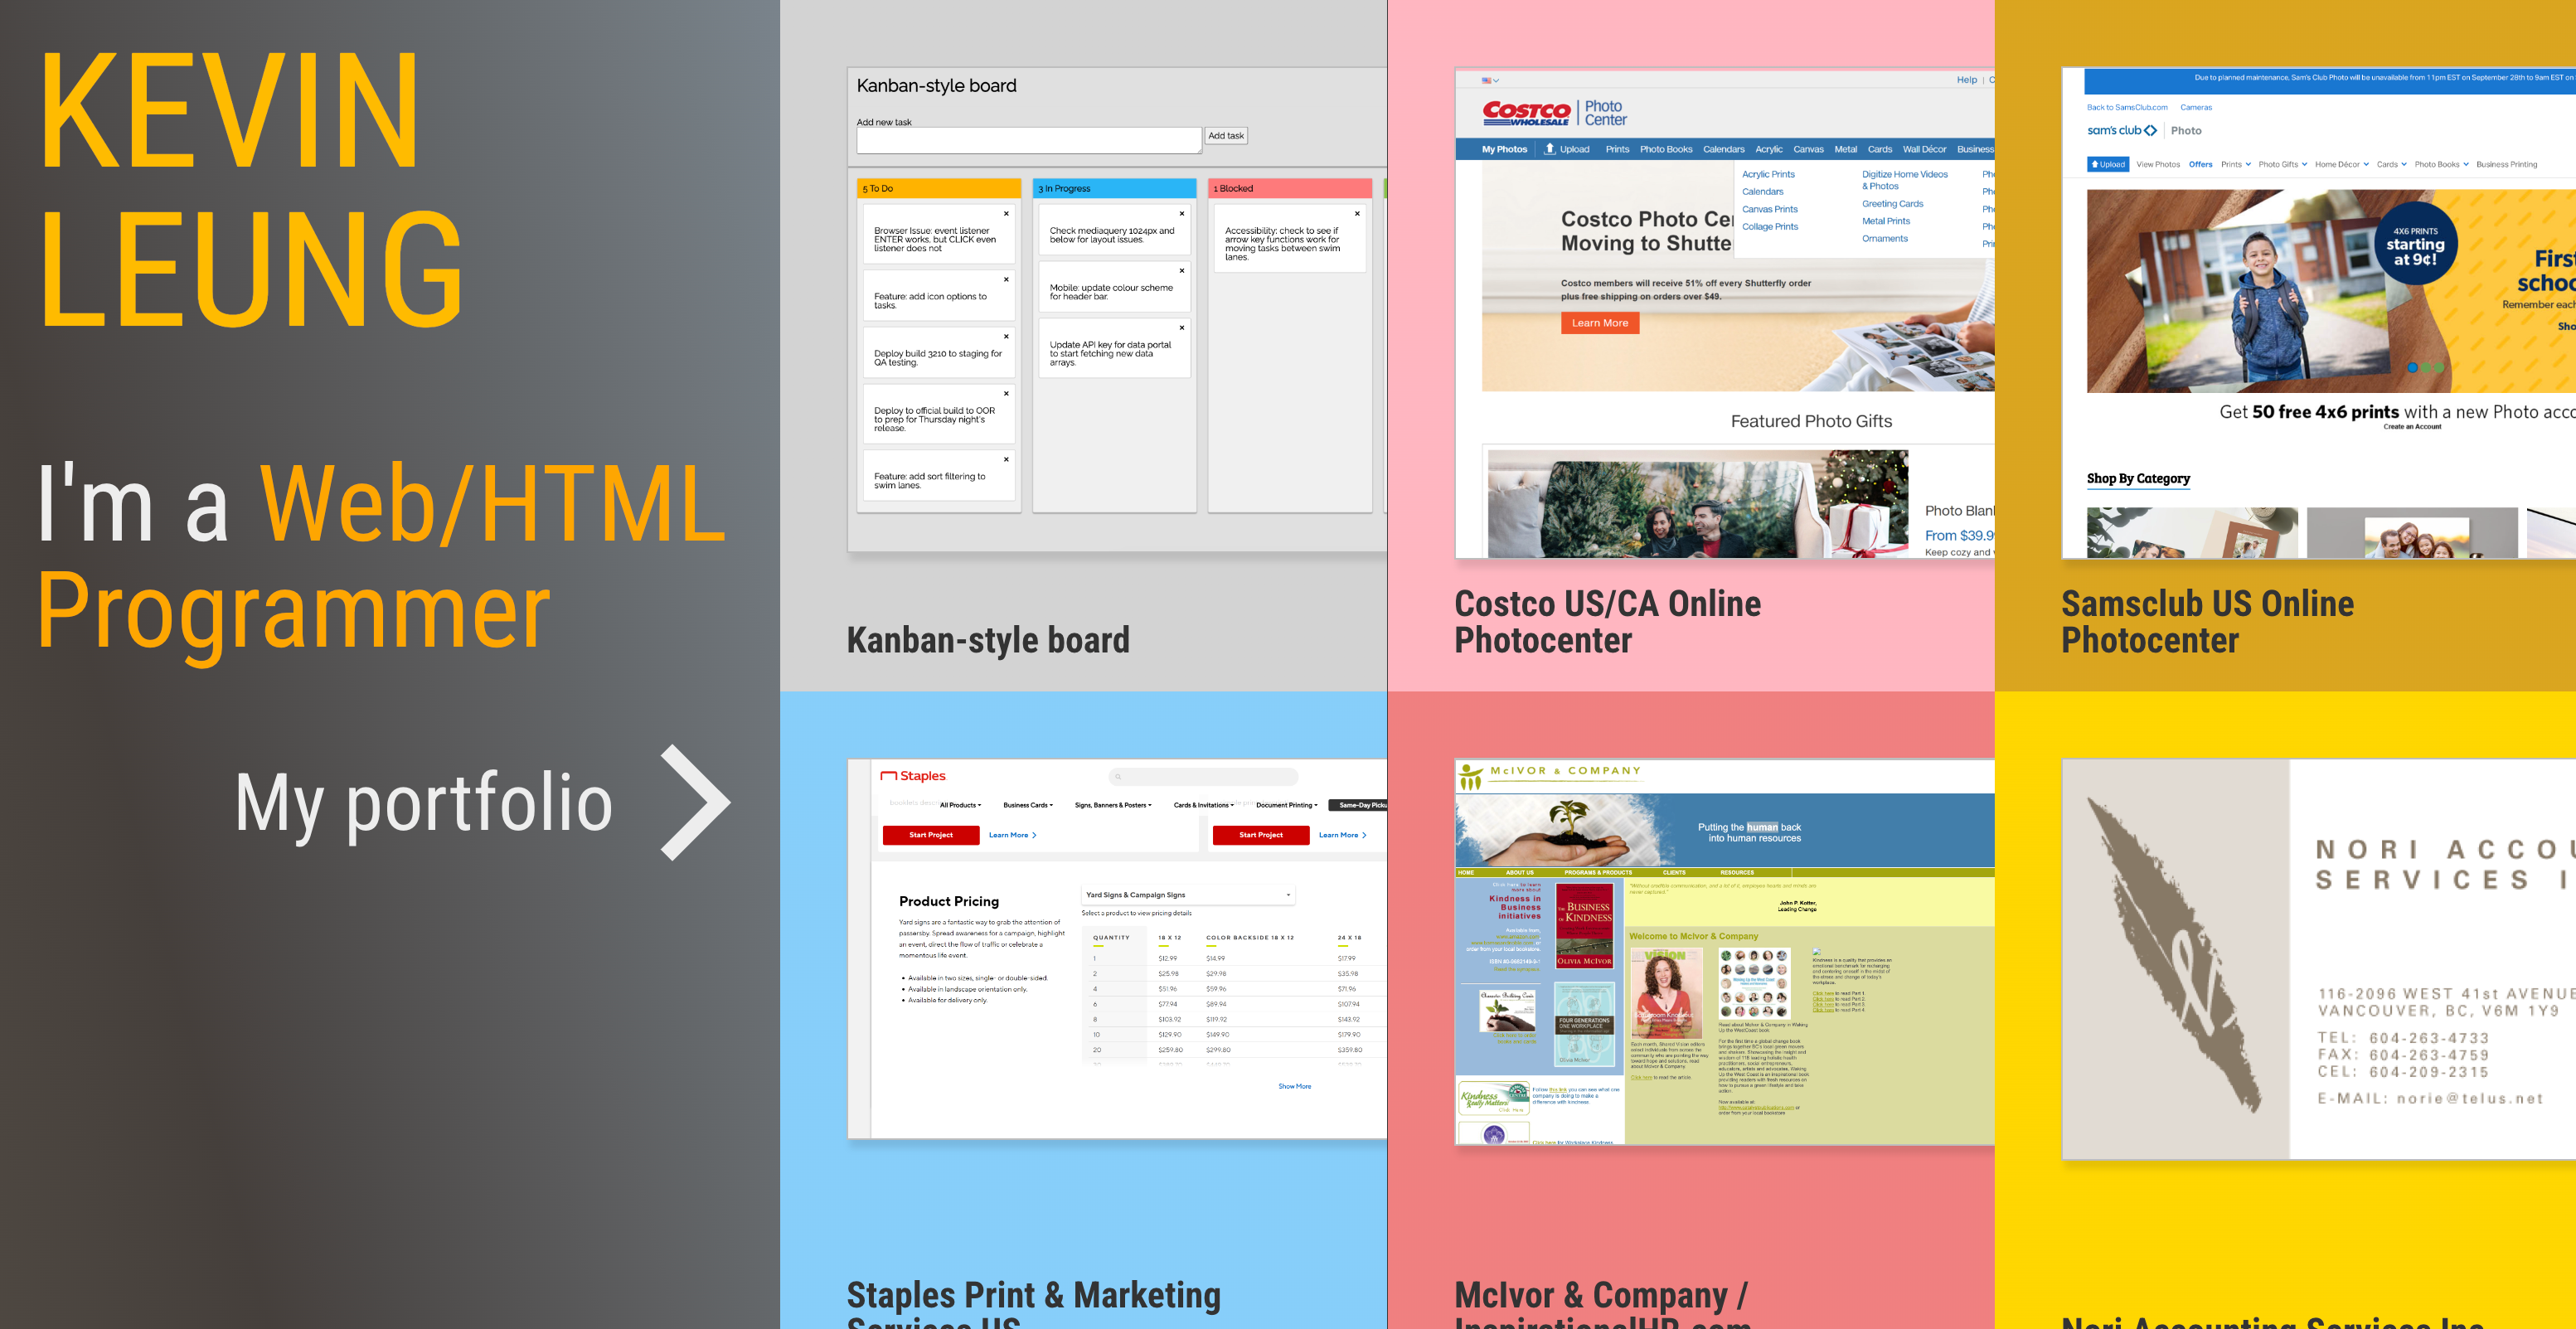 KEVIN
LEUNG
I'm a Web/HTML
Programmer
My portfolio
Kanban-style board
Add new task
Add task
5 To Do
Browser Issue: event listener
ENTER works, but CLICK even
listener does not
Feature: add icon options to
tasks.
Deploy build 3210 to staging for
QA testing.
Deploy to official build to OOR
to prep for Thursday night's
release.
Feature: add sort filtering to
swim lanes.
3 In Progress
Check mediaquery 1024px and
below for layout issues.
Mobile: update colour scheme
for header bar.
Update API key for data portal
to start fetching new data
arrays.
1 Blocked
Accessibility: check to see if
arrow key functions work for
moving tasks between swim
lanes.
Kanban-style board
Help | C
COSTCO WHOLESALE Photo Center
My Photos Upload Prints Photo Books Calendars Acrylic Canvas Metal Cards Wall Décor Business
Acrylic Prints
Calendars
Canvas Prints
Collage Prints
Digitize Home Videos
& Photos
Greeting Cards
Metal Prints
Ornaments
Costco Photo Cer
Moving to Shutte
Costco members will receive 51% off every Shutterfly order
plus free shipping on orders over $49.
Learn More
Featured Photo Gifts
Photo Blan
From $39.9
Keep cozy and
Costco US/CA Online
Photocenter
Due to planned maintenance, Sam's Club Photo will be unavailable from 11pm EST on September 28th to 9am EST on
Back to SamsClub.com Cameras
sam's club Photo
Upload View Photos Offers Prints Photo Gifts Home Décor Cards Photo Books Business Printing
4X6 PRINTS
starting
at 9¢!
Firs
schoo
Remember each
Sho
Get 50 free 4x6 prints with a new Photo acco
Create an Account
Shop By Category
Samsclub US Online
Photocenter
Staples
All Products Business Cards Signs, Banners & Posters Cards & Invitations Document Printing Same-Day Picku
Start Project Learn More Start Project Learn More
Product Pricing
Yard signs are a fantastic way to grab the attention of
passersby. Spread awareness for a campaign, highlight
an event, direct the flow of traffic or celebrate a
momentous life event.
• Available in two sizes, single- or double-sided.
• Available in landscape orientation only.
• Available for delivery only.
Yard Signs & Campaign Signs
Select a product to view pricing details
QUANTITY 18 X 12 COLOR BACKSIDE 18 X 12 24 X 18
1 $12.99 $14.99 $17.99
2 $25.98 $29.98 $35.98
4 $51.96 $59.96 $71.96
6 $77.94 $89.94 $107.94
8 $103.92 $119.92 $143.92
10 $129.90 $149.90 $179.90
20 $259.80 $299.80 $359.80
Show More
Staples Print & Marketing
Services US
McIVOR & COMPANY
Putting the human back
into human resources
HOME ABOUT US PROGRAMS & PRODUCTS CLIENTS RESOURCES
John P. Kotter,
Leading Change
Kindness in
Business
initiatives
BUSINESS
OF KINDNESS
OLIVIA McIVOR
FOUR GENERATIONS
ONE WORKPLACE
Welcome to McIvor & Company
VISION
Kindness
Really Matters
Click Here
Follow this link you can see what one
company is doing to make a
difference with kindness
McIvor & Company /
InspirationalHR.com
NORI ACCOU
SERVICES I
116-2096 WEST 41st AVENUE
VANCOUVER, BC, V6M 1Y9
TEL: 604-263-4733
FAX: 604-263-4759
CEL: 604-209-2315
E-MAIL: norie@telus.net
Nori Accounting Services Inc